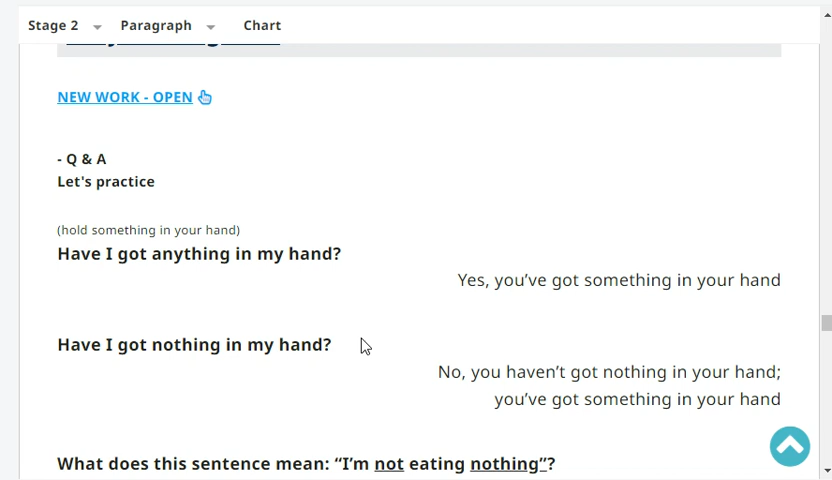 Stage 2 Paragraph Chart
NEW WORK - OPEN
- Q & A
Let's practice
(hold something in your hand)
Have I got anything in my hand?
Yes, you’ve got something in your hand
Have I got nothing in my hand?
No, you haven’t got nothing in your hand;
you’ve got something in your hand
What does this sentence mean: “I’m not eating nothing”?